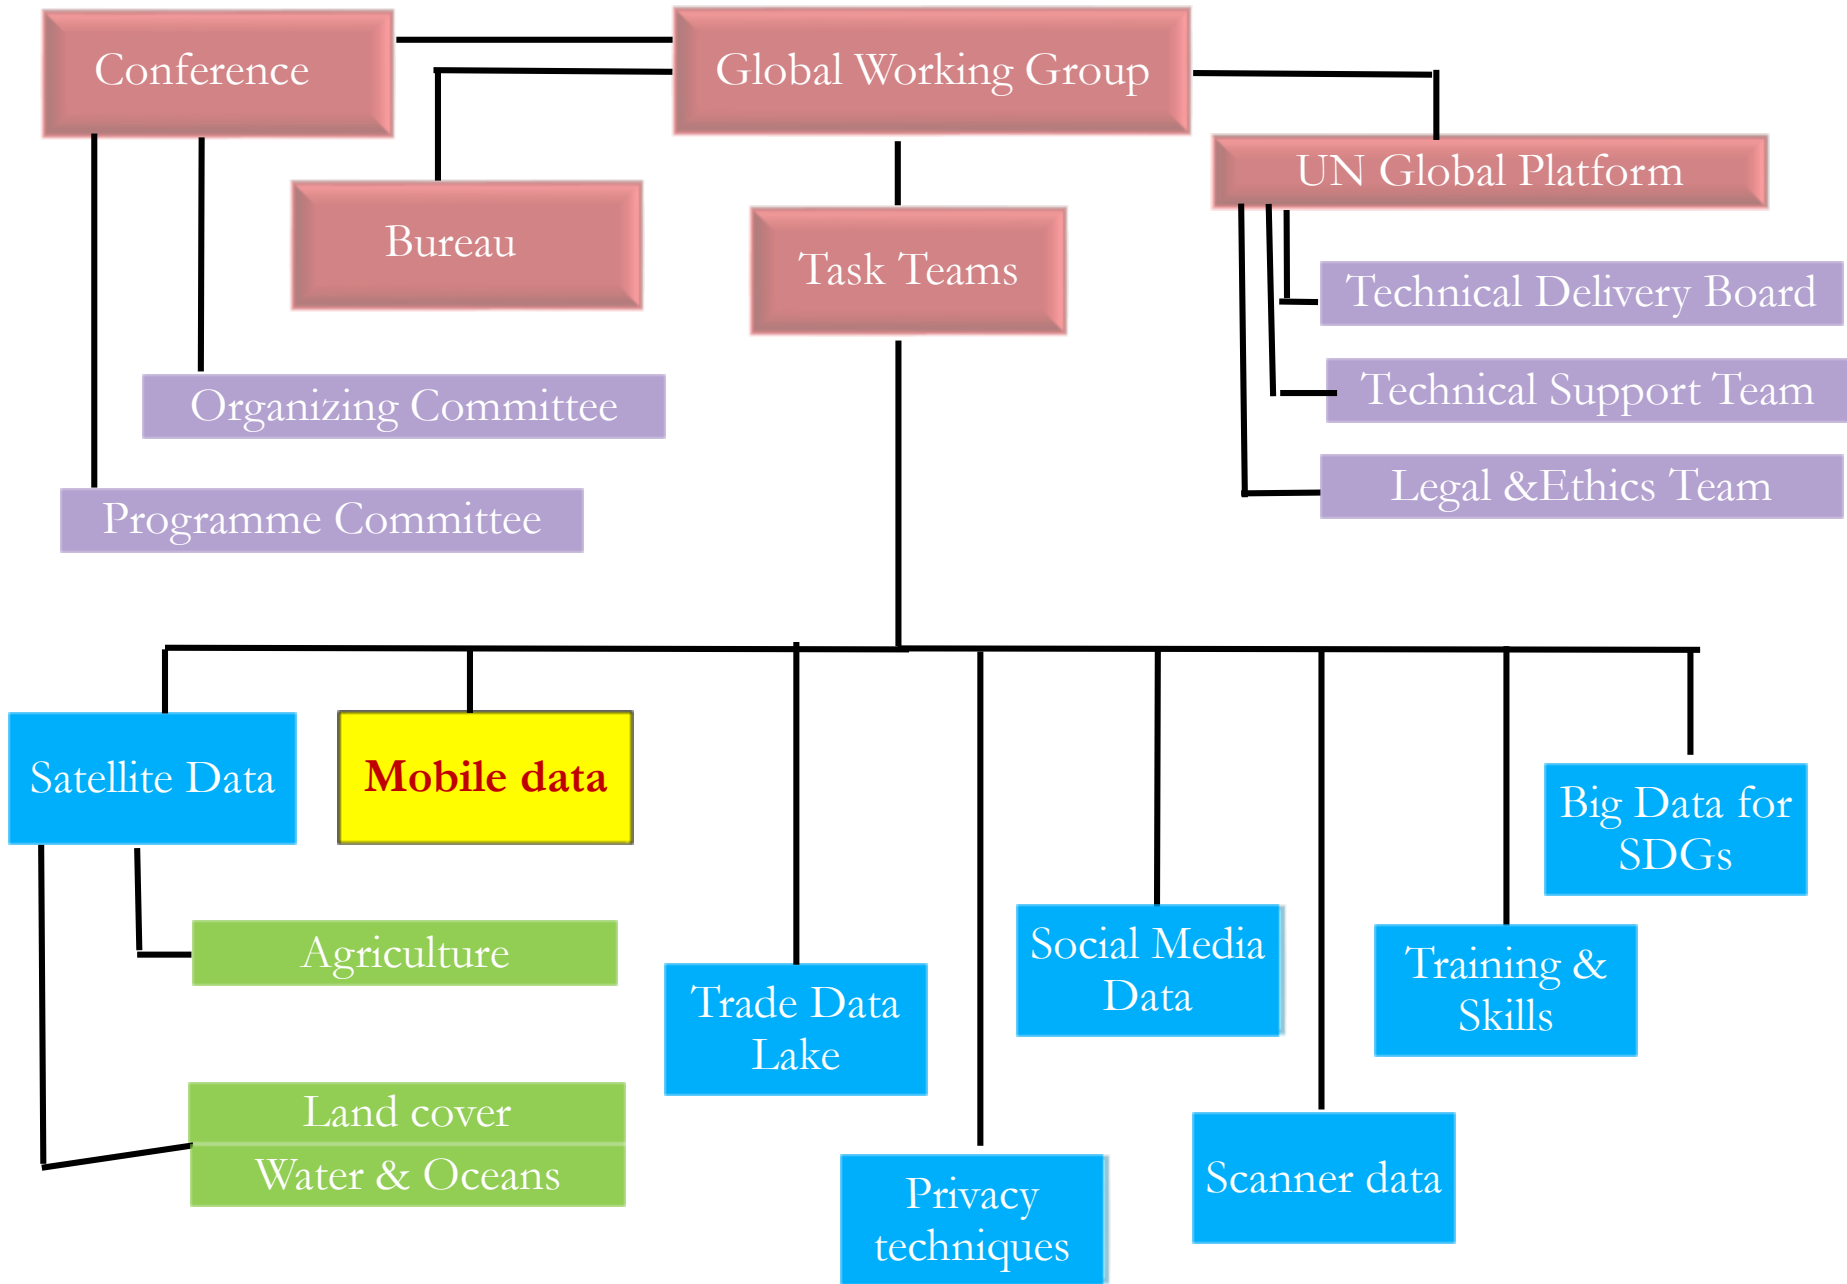 Conference
Global Working Group
UN Global Platform
Bureau
Task Teams
Technical Delivery Board
Organizing Committee
Technical Support Team
Programme Committee
Legal &Ethics Team
Satellite Data
Mobile data
Big Data for
SDGs
Agriculture
Social Media
Data
Training &
Skills
Trade Data
Lake
Land cover
Water & Oceans
Privacy
techniques
Scanner data